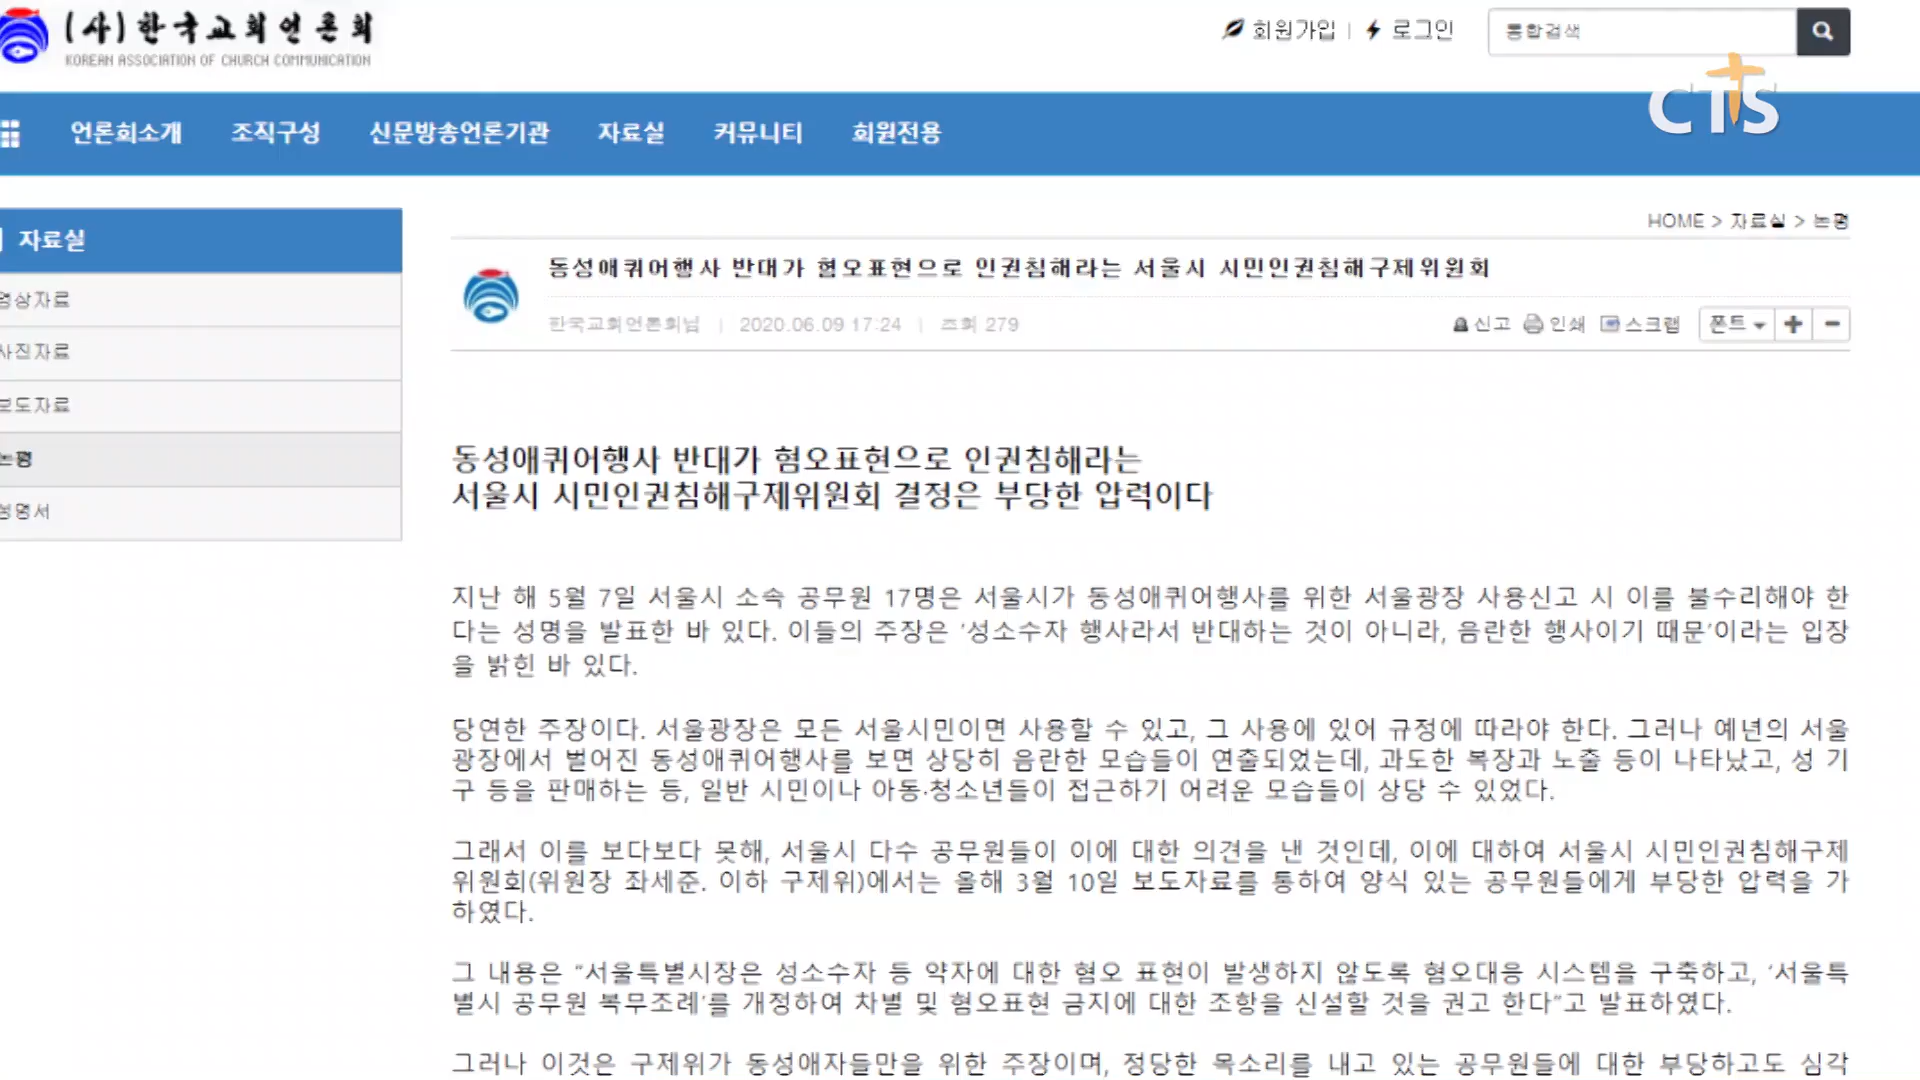 (사)한국교회언론회
KOREAN ASSOCIATION OF CHURCH COMMUNICATION
회원가입 | 로그인
통합검색
CTS
언론회소개 조직구성 신문방송언론기관 자료실 커뮤니티 회원전용
자료실
영상자료
사진자료
보도자료
논평
성명서
HOME > 자료실 > 논평
동성애퀴어행사 반대가 혐오표현으로 인권침해라는 서울시 시민인권침해구제위원회
한국교회언론회님 | 2020.06.09 17:24 | 조회 279
신고 인쇄 스크랩 폰트 + -
동성애퀴어행사 반대가 혐오표현으로 인권침해라는
서울시 시민인권침해구제위원회 결정은 부당한 압력이다
지난 해 5월 7일 서울시 소속 공무원 17명은 서울시가 동성애퀴어행사를 위한 서울광장 사용신고 시 이를 불수리해야 한
다는 성명을 발표한 바 있다. 이들의 주장은 ‘성소수자 행사라서 반대하는 것이 아니라, 음란한 행사이기 때문’이라는 입장
을 밝힌 바 있다.
당연한 주장이다. 서울광장은 모든 서울시민이면 사용할 수 있고, 그 사용에 있어 규정에 따라야 한다. 그러나 예년의 서울
광장에서 벌어진 동성애퀴어행사를 보면 상당히 음란한 모습들이 연출되었는데, 과도한 복장과 노출 등이 나타났고, 성 기
구 등을 판매하는 등, 일반 시민이나 아동·청소년들이 접근하기 어려운 모습들이 상당 수 있었다.
그래서 이를 보다보다 못해, 서울시 다수 공무원들이 이에 대한 의견을 낸 것인데, 이에 대하여 서울시 시민인권침해구제
위원회(위원장 좌세준. 이하 구제위)에서는 올해 3월 10일 보도자료를 통하여 양식 있는 공무원들에게 부당한 압력을 가
하였다.
그 내용은 “서울특별시장은 성소수자 등 약자에 대한 혐오 표현이 발생하지 않도록 혐오대응 시스템을 구축하고, ‘서울특
별시 공무원 복무조례’를 개정하여 차별 및 혐오표현 금지에 대한 조항을 신설할 것을 권고 한다”고 발표하였다.
그러나 이것은 구제위가 동성애자들만을 위한 주장이며, 정당한 목소리를 내고 있는 공무원들에 대한 부당하고도 심각